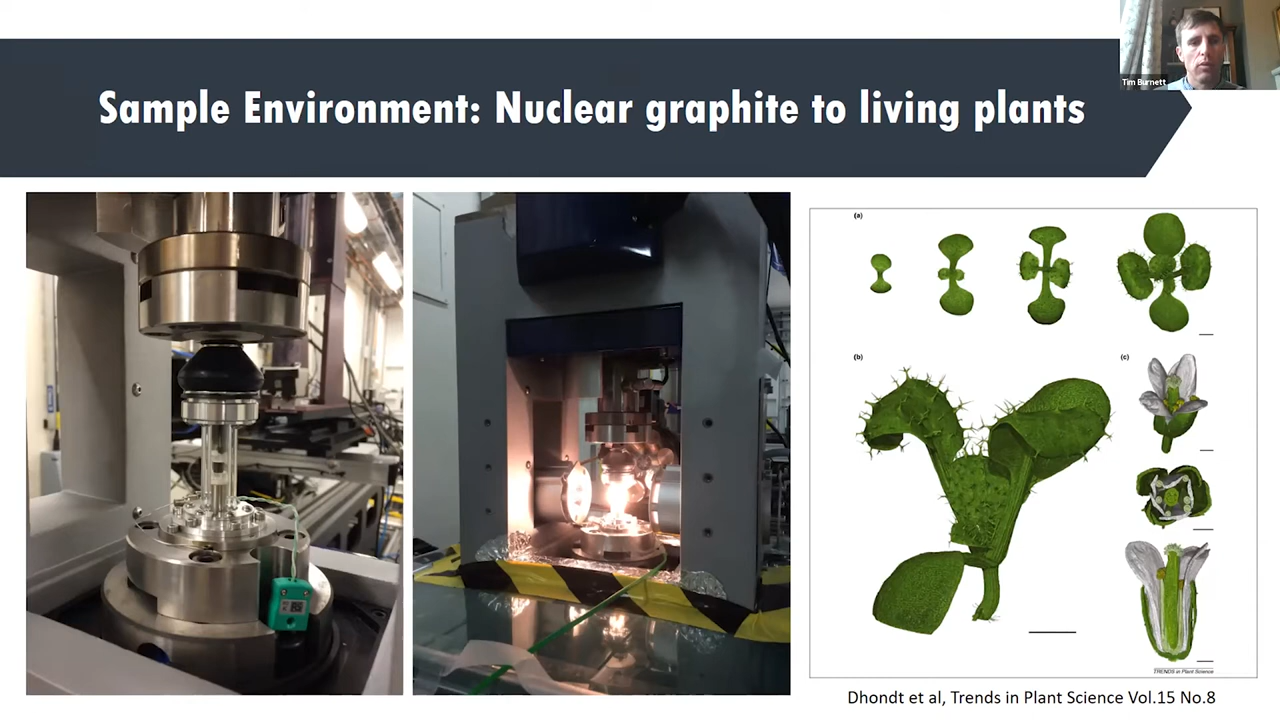 Tim Burnett
Sample Environment: Nuclear graphite to living plants
(a)
(b)
(c)
TRENDS in Plant Science
Dhondt et al, Trends in Plant Science Vol.15 No.8